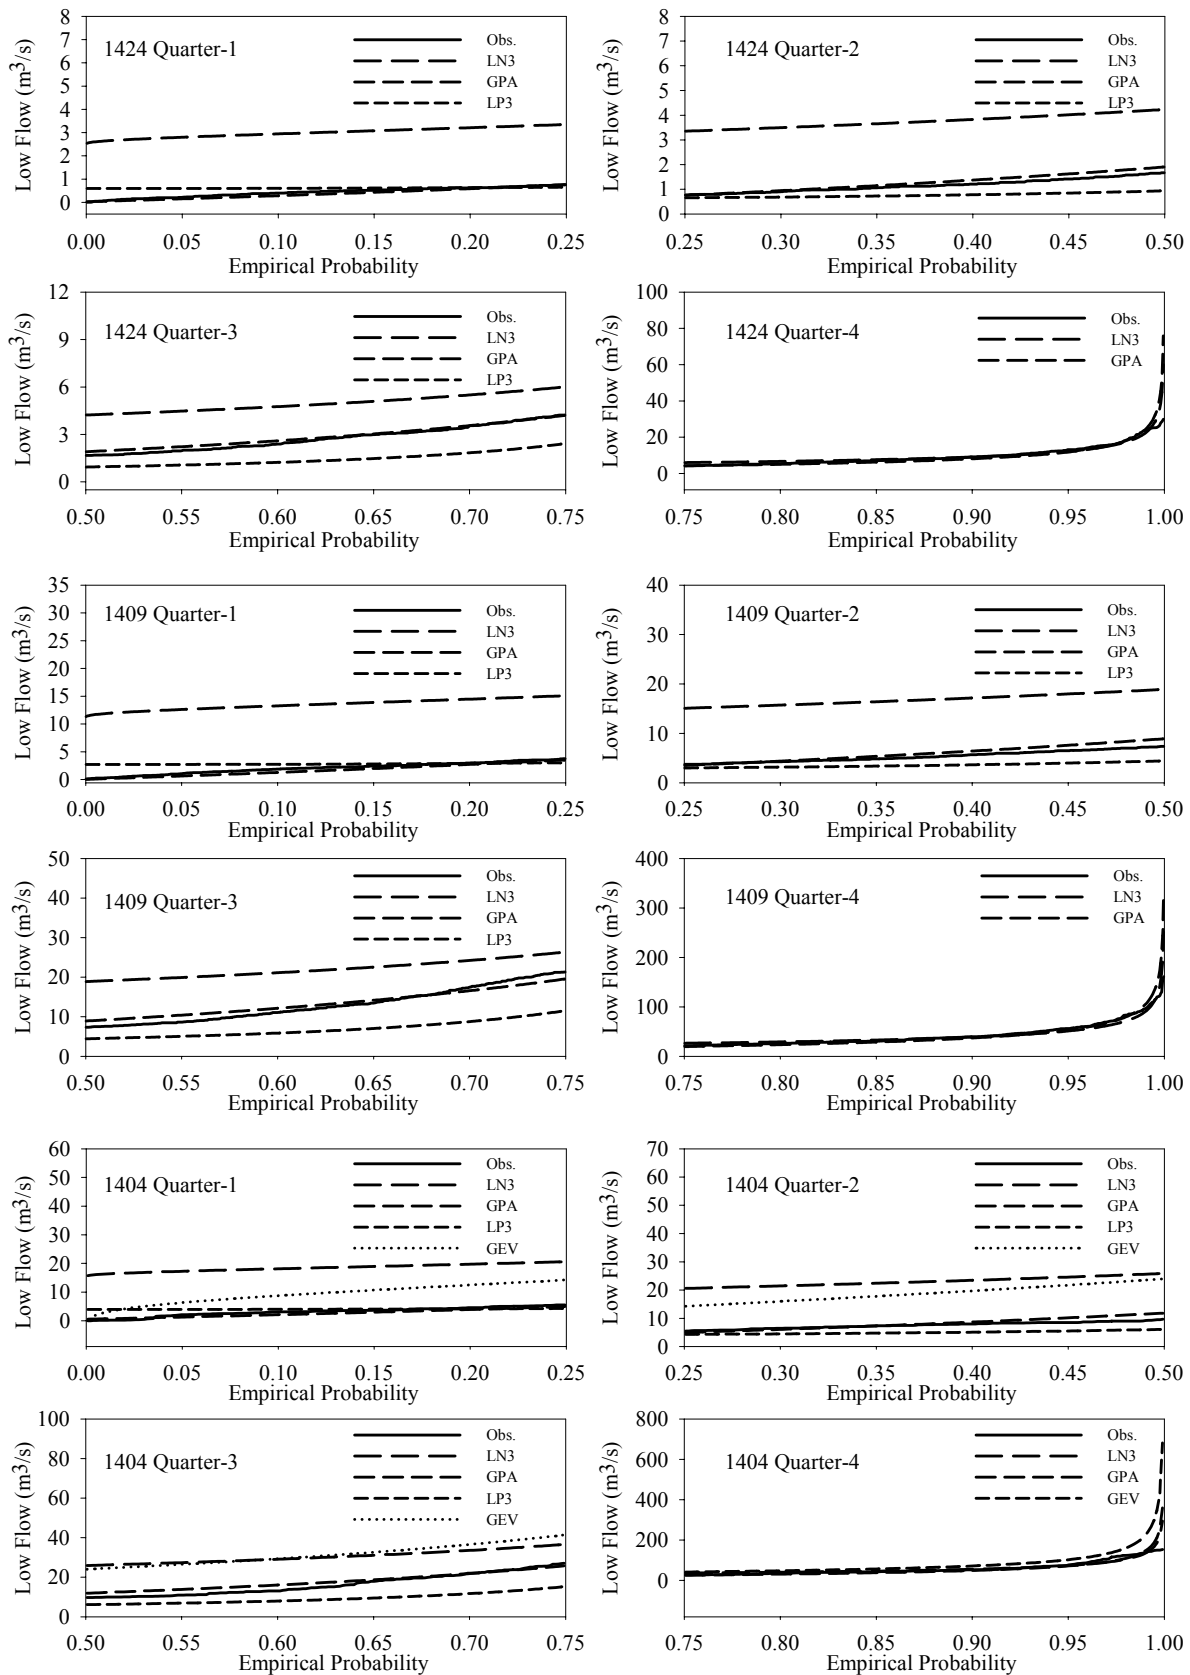 1424 Quarter-1
Low Flow (m3/s)
8
7
6
5
4
3
2
1
0
Obs.
LN3
GPA
LP3
0.00 0.05 0.10 0.15 0.20 0.25
Empirical Probability
1424 Quarter-2
Low Flow (m3/s)
8
7
6
5
4
3
2
1
0
Obs.
LN3
GPA
LP3
0.25 0.30 0.35 0.40 0.45 0.50
Empirical Probability
1424 Quarter-3
Low Flow (m3/s)
12
9
6
3
0
Obs.
LN3
GPA
LP3
0.50 0.55 0.60 0.65 0.70 0.75
Empirical Probability
1424 Quarter-4
Low Flow (m3/s)
100
80
60
40
20
0
Obs.
LN3
GPA
0.75 0.80 0.85 0.90 0.95 1.00
Empirical Probability
1409 Quarter-1
Low Flow (m3/s)
35
30
25
20
15
10
5
0
Obs.
LN3
GPA
LP3
0.00 0.05 0.10 0.15 0.20 0.25
Empirical Probability
1409 Quarter-2
Low Flow (m3/s)
40
30
20
10
0
Obs.
LN3
GPA
LP3
0.25 0.30 0.35 0.40 0.45 0.50
Empirical Probability
1409 Quarter-3
Low Flow (m3/s)
50
40
30
20
10
0
Obs.
LN3
GPA
LP3
0.50 0.55 0.60 0.65 0.70 0.75
Empirical Probability
1409 Quarter-4
Low Flow (m3/s)
400
300
200
100
0
Obs.
LN3
GPA
0.75 0.80 0.85 0.90 0.95 1.00
Empirical Probability
1404 Quarter-1
Low Flow (m3/s)
60
50
40
30
20
10
0
Obs.
LN3
GPA
LP3
GEV
0.00 0.05 0.10 0.15 0.20 0.25
Empirical Probability
1404 Quarter-2
Low Flow (m3/s)
70
60
50
40
30
20
10
0
Obs.
LN3
GPA
LP3
GEV
0.25 0.30 0.35 0.40 0.45 0.50
Empirical Probability
1404 Quarter-3
Low Flow (m3/s)
100
80
60
40
20
0
Obs.
LN3
GPA
LP3
GEV
0.50 0.55 0.60 0.65 0.70 0.75
Empirical Probability
1404 Quarter-4
Low Flow (m3/s)
800
600
400
200
0
Obs.
LN3
GPA
GEV
0.75 0.80 0.85 0.90 0.95 1.00
Empirical Probability